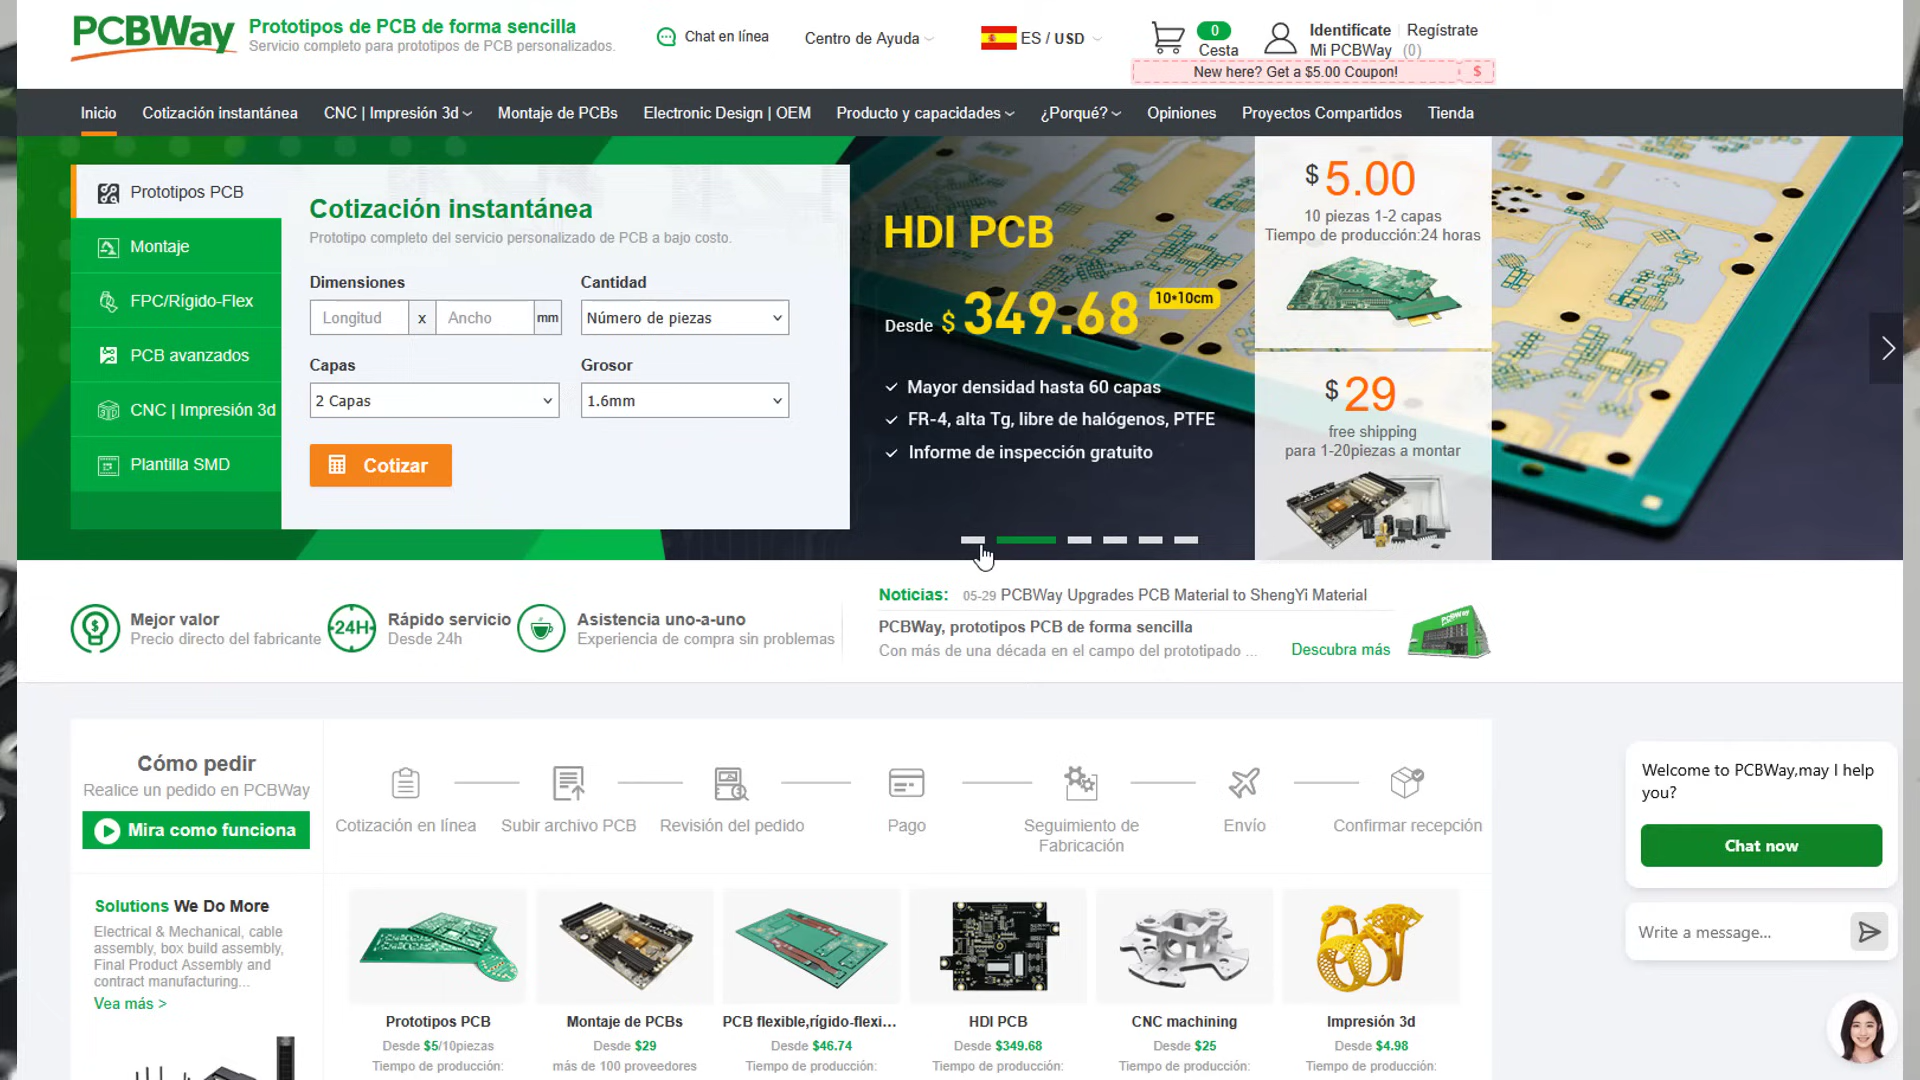 PCBWay
Prototipos de PCB de forma sencilla
Servicio completo para prototipos de PCB personalizados.
Chat en línea
Centro de Ayuda
ES / USD
0
Cesta
Identifícate
Regístrate
Mi PCBWay (0)
New here? Get a $5.00 Coupon!
$
Inicio
Cotización instantánea
CNC | Impresión 3d
Montaje de PCBs
Electronic Design | OEM
Producto y capacidades
¿Porqué?
Opiniones
Proyectos Compartidos
Tienda
Prototipos PCB
Montaje
FPC/Rígido-Flex
PCB avanzados
CNC | Impresión 3d
Plantilla SMD
Cotización instantánea
Prototipo completo del servicio personalizado de PCB a bajo costo.
Dimensiones
Longitud x Ancho mm
Cantidad
Número de piezas
Capas
2 Capas
Grosor
1.6mm
Cotizar
HDI PCB
Desde $ 349.68
10*10cm
Mayor densidad hasta 60 capas
FR-4, alta Tg, libre de halógenos, PTFE
Informe de inspección gratuito
$ 5.00
10 piezas 1-2 capas
Tiempo de producción:24 horas
$ 29
free shipping
para 1-20piezas a montar
Mejor valor
Precio directo del fabricante
24H
Rápido servicio
Desde 24h
Asistencia uno-a-uno
Experiencia de compra sin problemas
Noticias: 05-29 PCBWay Upgrades PCB Material to ShengYi Material
PCBWay, prototipos PCB de forma sencilla
Con más de una década en el campo del prototipado ...
Descubra más
PCBWay
Cómo pedir
Realice un pedido en PCBWay
Mira como funciona
Cotización en línea
Subir archivo PCB
Revisión del pedido
Pago
Seguimiento de
Fabricación
Envío
Confirmar recepción
Solutions We Do More
Electrical & Mechanical, cable
assembly, box build assembly,
Final Product Assembly and
contract manufacturing...
Vea más >
Prototipos PCB
Desde $5/10piezas
Tiempo de producción:
Montaje de PCBs
Desde $29
más de 100 proveedores
PCB flexible,rígido-flexi...
Desde $46.74
Tiempo de producción:
HDI PCB
Desde $349.68
Tiempo de producción:
CNC machining
Desde $25
Tiempo de producción:
Impresión 3d
Desde $4.98
Tiempo de producción:
Welcome to PCBWay,may I help
you?
Chat now
Write a message...